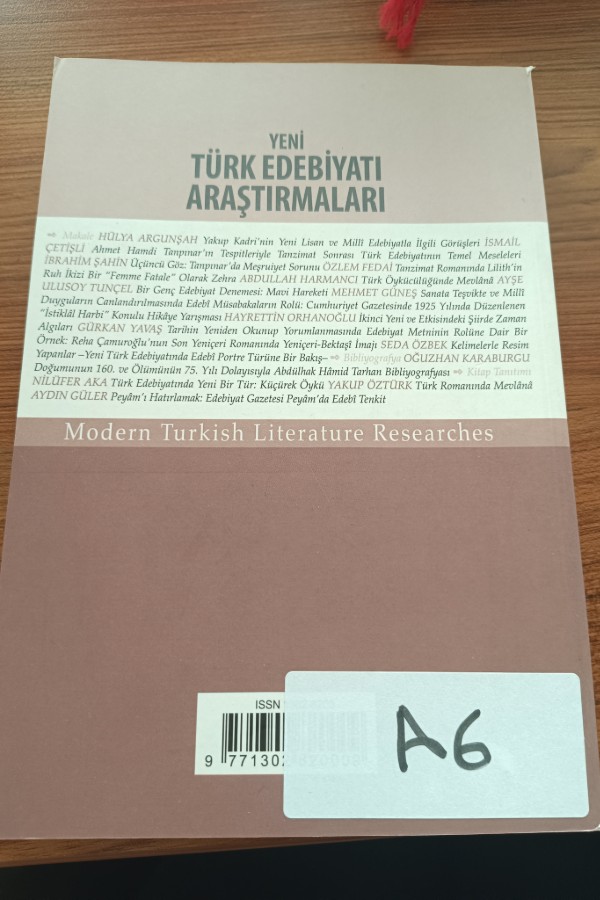 YENİ
TÜRK EDEBİYATI
ARAŞTIRMALARI
⇨ Makale HÜLYA ARGUNŞAH Yakup Kadri'nin Yeni Lisan ve Millî Edebiyatla İlgili Görüşleri İSMAİL
ÇETİŞLİ Ahmet Hamdi Tanpınar'ın Tespitleriyle Tanzimat Sonrası Türk Edebiyatının Temel Meseleleri
İBRAHİM ŞAHİN Üçüncü Göz: Tanpınar'da Meşruiyet Sorunu ÖZLEM FEDAİ Tanzimat Romanında Lilith'in
Ruh İkizi Bir "Femme Fatale" Olarak Zehra ABDULLAH HARMANCI Türk Öykücülüğünde Mevlânâ AYŞE
ULUSOY TUNÇEL Bir Genç Edebiyat Denemesi: Mavi Hareketi MEHMET GÜNEŞ Sanata Teşvikte ve Millî
Duyguların Canlandırılmasında Edebî Müsabakaların Rolü: Cumhuriyet Gazetesinde 1925 Yılında Düzenlenen
"İstiklâl Harbi" Konulu Hikâye Yarışması HAYRETTİN ORHANOĞLU İkinci Yeni ve Etkisindeki Şiirde Zaman
Algıları GÜRKAN YAVAŞ Tarihin Yeniden Okunup Yorumlanmasında Edebiyat Metninin Rolüne Dair Bir
Örnek: Reha Çamuroğlu'nun Son Yeniçeri Romanında Yeniçeri-Bektaşî İmajı SEDA ÖZBEK Kelimelerle Resim
Yapanlar –Yeni Türk Edebiyatında Edebî Portre Türüne Bir Bakış– ⇨ Bibliyografya OĞUZHAN KARABURGU
Doğumunun 160. ve Ölümünün 75. Yılı Dolayısıyla Abdülhak Hâmid Tarhan Bibliyografyası ⇨ Kitap Tanıtımı
NİLÜFER AKA Türk Edebiyatında Yeni Bir Tür: Küçürek Öykü YAKUP ÖZTÜRK Türk Romanında Mevlânâ
AYDIN GÜLER Peyâm'ı Hatırlamak: Edebiyat Gazetesi Peyâm'da Edebî Tenkit
Modern Turkish Literature Researches
ISSN
9 77130
A6